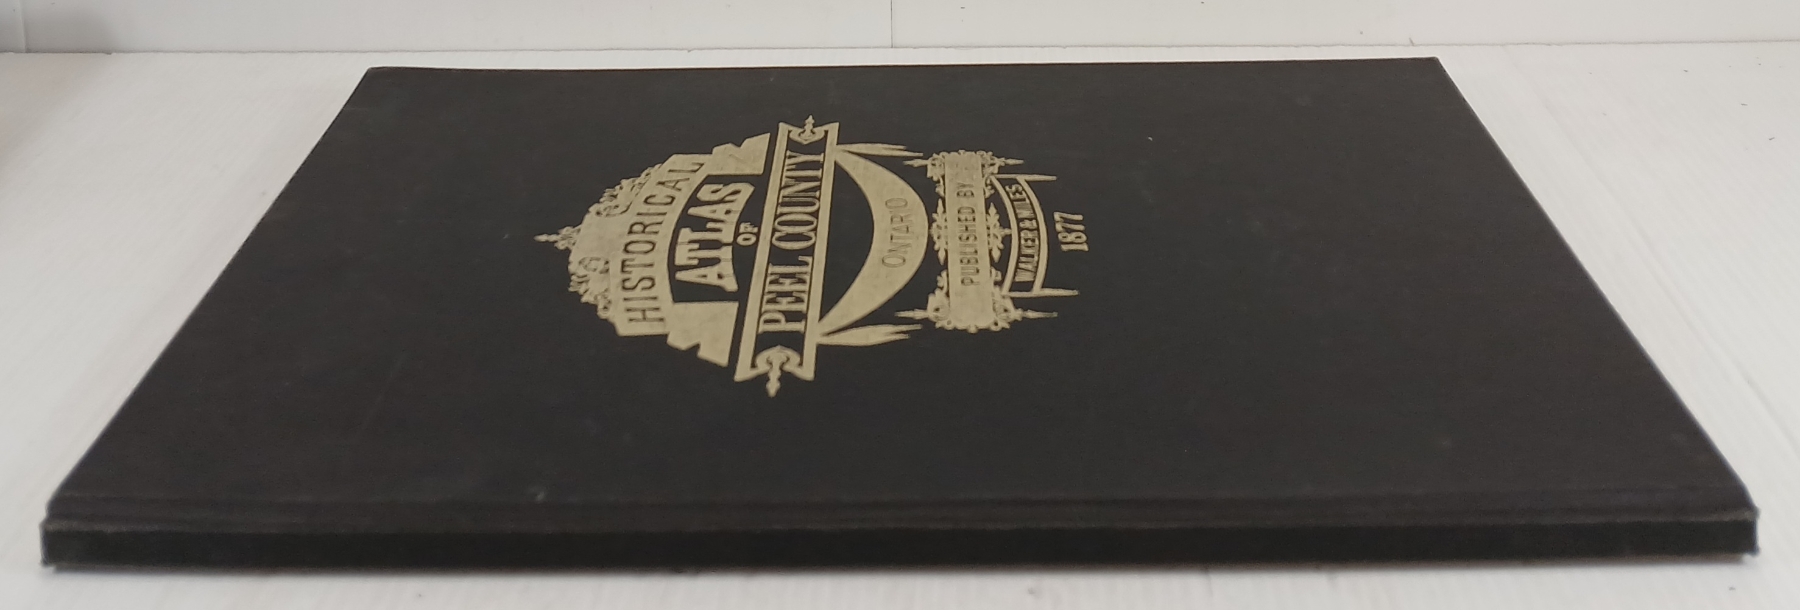 HISTORICAL
ATLAS
OF
PEEL COUNTY
ONTARIO
PUBLISHED BY
WALKER & MILES
1877